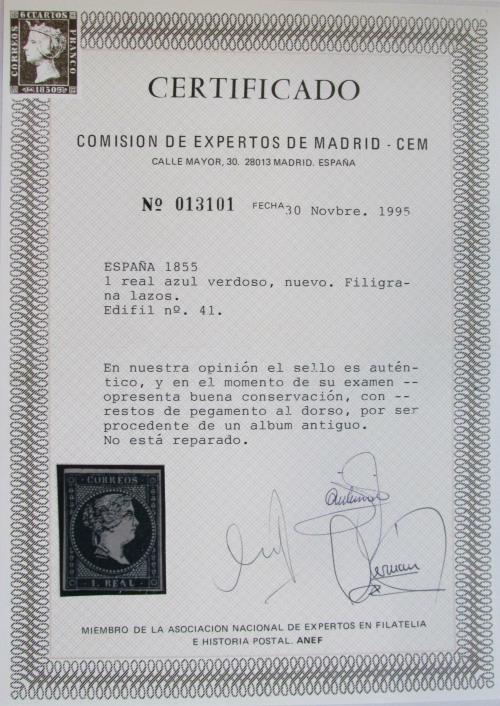 6 CUARTOS
CORREOS
FRANCO
1850
CERTIFICADO
COMISION DE EXPERTOS DE MADRID - CEM
CALLE MAYOR, 30. 28013 MADRID. ESPAÑA
Nº 013101 FECHA 30 Novbre. 1995
ESPAÑA 1855
1 real azul verdoso, nuevo. Filigra-
na lazos.
Edifil nº. 41.
En nuestra opinión el sello es autén-
tico, y en el momento de su examen --
opresenta buena conservación, con --
restos de pegamento al dorso, por ser
procedente de un album antiguo.
No está reparado.
CORREOS
1. REAL
MIEMBRO DE LA ASOCIACION NACIONAL DE EXPERTOS EN FILATELIA
E HISTORIA POSTAL. ANEF